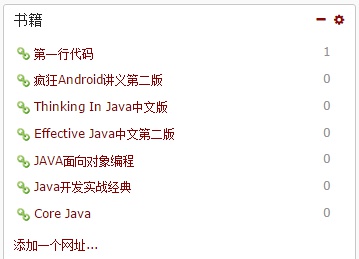 书籍
第一行代码 1
疯狂Android讲义第二版 0
Thinking In Java中文版 0
Effective Java中文第二版 0
JAVA面向对象编程 0
Java开发实战经典 0
Core Java 0
添加一个网址...